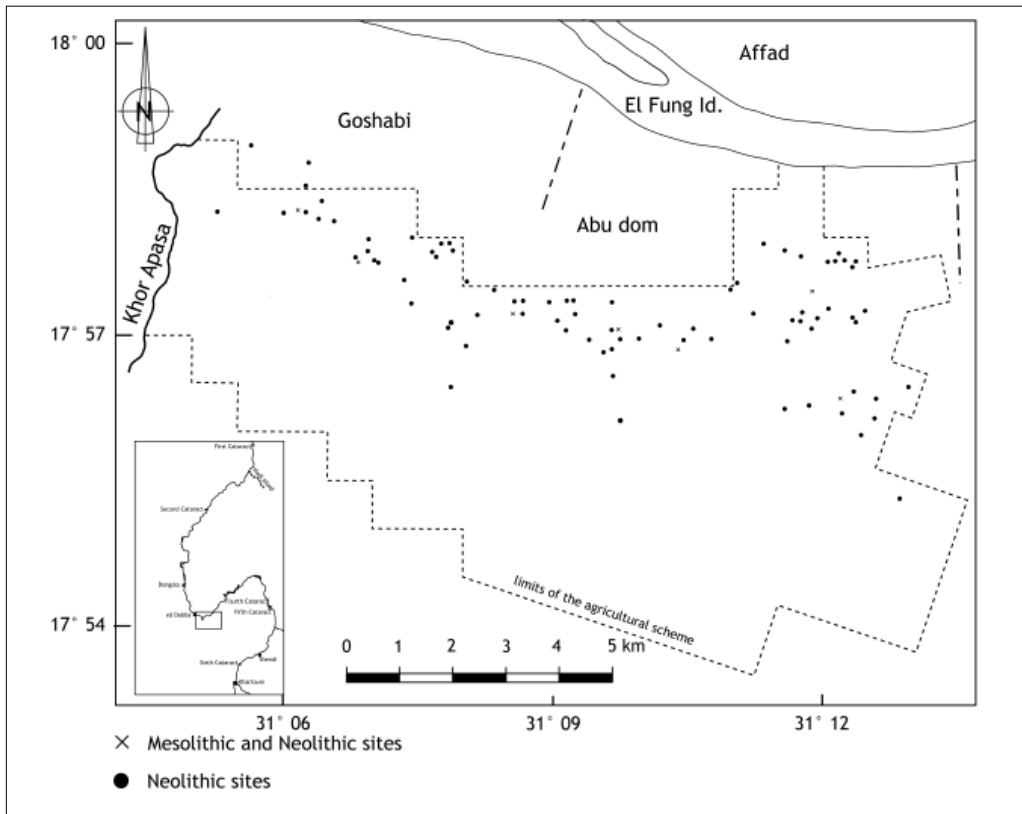 18° 00
Affad
N
El Fung Id.
Goshabi
Abu dom
Khor Apasa
17° 57
First Cataract
Second Cataract
Dongola
Fourth Cataract
ed Debba
Fifth Cataract
limits of the agricultural scheme
17° 54
0 1 2 3 4 5 km
Sixth Cataract
Khartoum
31° 06
31° 09
31° 12
Mesolithic and Neolithic sites
Neolithic sites